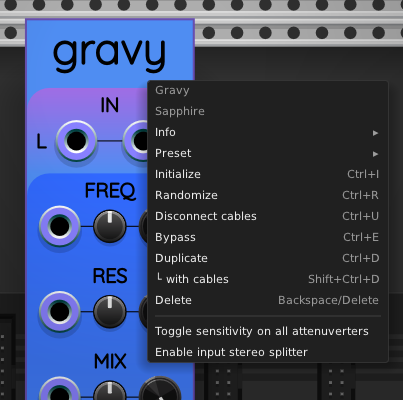 gravy
IN
L
FREQ
RES
MIX
Gravy
Sapphire
Info ▸
Preset ▸
Initialize Ctrl+I
Randomize Ctrl+R
Disconnect cables Ctrl+U
Bypass Ctrl+E
Duplicate Ctrl+D
└ with cables Shift+Ctrl+D
Delete Backspace/Delete
Toggle sensitivity on all attenuverters
Enable input stereo splitter